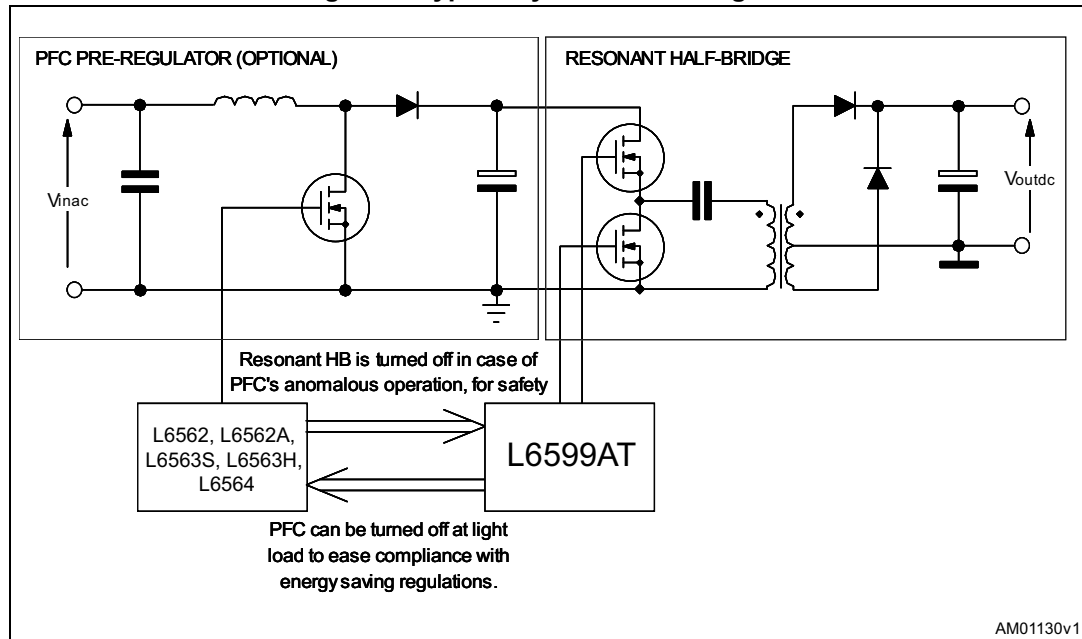 PFC PRE-REGULATOR (OPTIONAL)
RESONANT HALF-BRIDGE
Vinac
Voutdc
Resonant HB is turned off in case of
PFC's anomalous operation, for safety
L6562, L6562A,
L6563S, L6563H,
L6564
L6599AT
PFC can be turned off at light
load to ease compliance with
energy saving regulations.
AM01130v1